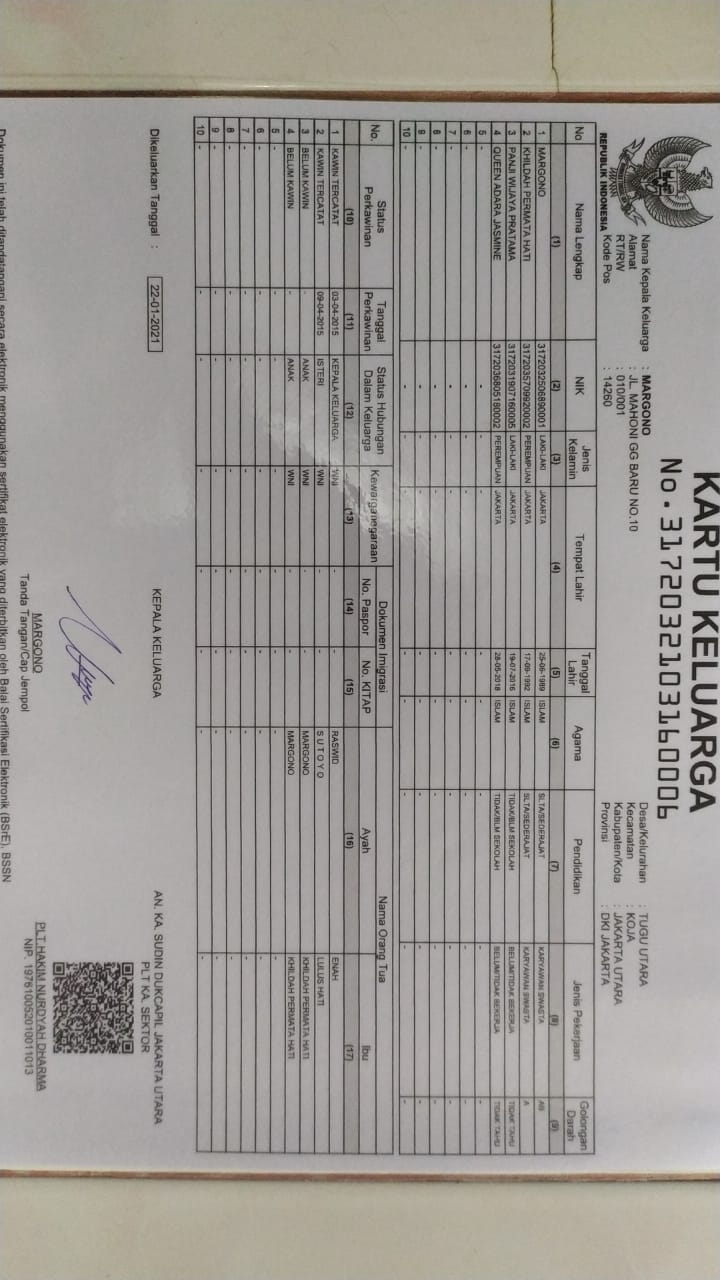 KARTU KELUARGA
No. 3172032103160006
REPUBLIK INDONESIA
Nama Kepala Keluarga : MARGONO
Alamat : JL. MAHONI GG BARU NO.10
RT/RW : 010/001
Kode Pos : 14260
Desa/Kelurahan : TUGU UTARA
Kecamatan : KOJA
Kabupaten/Kota : JAKARTA UTARA
Provinsi : DKI JAKARTA
No Nama Lengkap NIK Jenis Kelamin Tempat Lahir Tanggal Lahir Agama Pendidikan Jenis Pekerjaan Golongan Darah
(1) (2) (3) (4) (5) (6) (7) (8) (9)
1 MARGONO 3172032506890001 LAKI-LAKI JAKARTA 25-06-1989 ISLAM SLTA/SEDERAJAT KARYAWAN SWASTA AB
2 KHILDAH PERMATA HATI 3172035709920002 PEREMPUAN JAKARTA 17-09-1992 ISLAM SLTA/SEDERAJAT KARYAWAN SWASTA A
3 PANJI WIJAYA PRATAMA 3172031907160005 LAKI-LAKI JAKARTA 19-07-2016 ISLAM TIDAK/BLM SEKOLAH BELUM/TIDAK BEKERJA TIDAK TAHU
4 QUEEN ADARA JASMINE 3172036805180002 PEREMPUAN JAKARTA 28-05-2018 ISLAM TIDAK/BLM SEKOLAH BELUM/TIDAK BEKERJA TIDAK TAHU
5 - - - - - - - - -
6 - - - - - - - - -
7 - - - - - - - - -
8 - - - - - - - - -
9 - - - - - - - - -
10 - - - - - - - - -
No. Status Perkawinan Tanggal Perkawinan Status Hubungan Dalam Keluarga Kewarganegaraan Dokumen Imigrasi Nama Orang Tua
No. Paspor No. KITAP Ayah Ibu
(10) (11) (12) (13) (14) (15) (16) (17)
1 KAWIN TERCATAT 03-04-2015 KEPALA KELUARGA WNI - - RASWID ENAH
2 KAWIN TERCATAT 09-04-2015 ISTERI WNI - - S U T O Y O LULUS HATI
3 BELUM KAWIN - ANAK WNI - - MARGONO KHILDAH PERMATA HATI
4 BELUM KAWIN - ANAK WNI - - MARGONO KHILDAH PERMATA HATI
5 - - - - - - - -
6 - - - - - - - -
7 - - - - - - - -
8 - - - - - - - -
9 - - - - - - - -
10 - - - - - - - -
Dikeluarkan Tanggal : 22-01-2021
KEPALA KELUARGA
MARGONO
Tanda Tangan/Cap Jempol
AN. KA. SUDIN DUKCAPIL JAKARTA UTARA
PLT KA. SEKTOR
PLT.HAKIM NURDYAH DHARMA
NIP. 197610052010011013
Dokumen ini telah ditandatangani secara elektronik menggunakan sertifikat elektronik yang diterbitkan oleh Balai Sertifikasi Elektronik (BSrE), BSSN